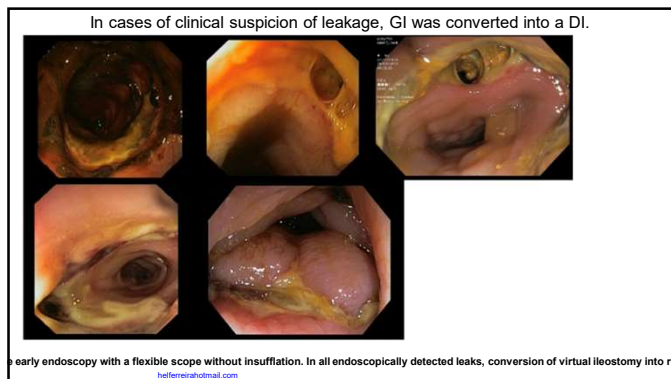 In cases of clinical suspicion of leakage, GI was converted into a DI.
early endoscopy with a flexible scope without insufflation. In all endoscopically detected leaks, conversion of virtual ileostomy into
helferreirahotmail.com